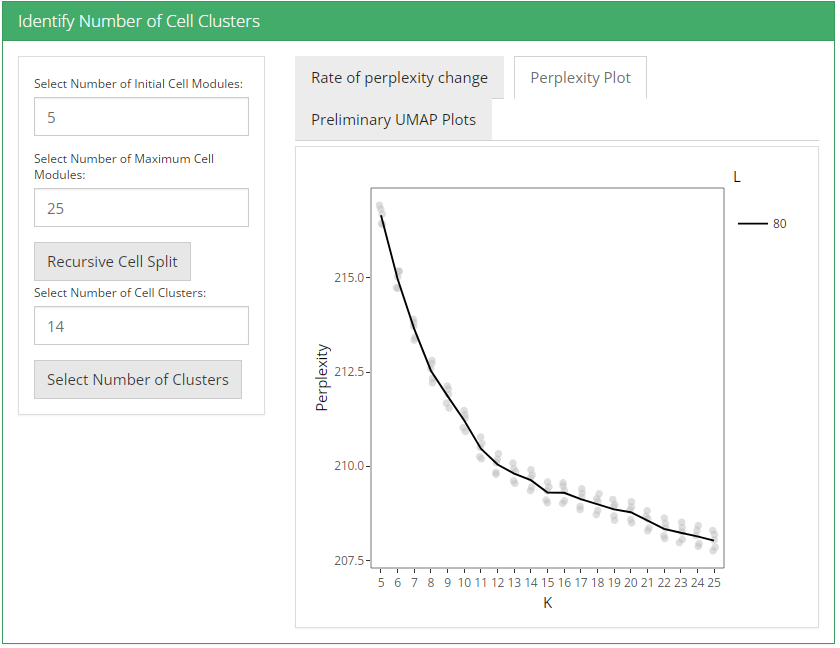 Identify Number of Cell Clusters
Select Number of Initial Cell Modules:
5
Select Number of Maximum Cell
Modules:
25
Recursive Cell Split
Select Number of Cell Clusters:
14
Select Number of Clusters
Rate of perplexity change
Perplexity Plot
Preliminary UMAP Plots
L
80
Perplexity
215.0
212.5
210.0
207.5
5 6 7 8 9 10 11 12 13 14 15 16 17 18 19 20 21 22 23 24 25
K